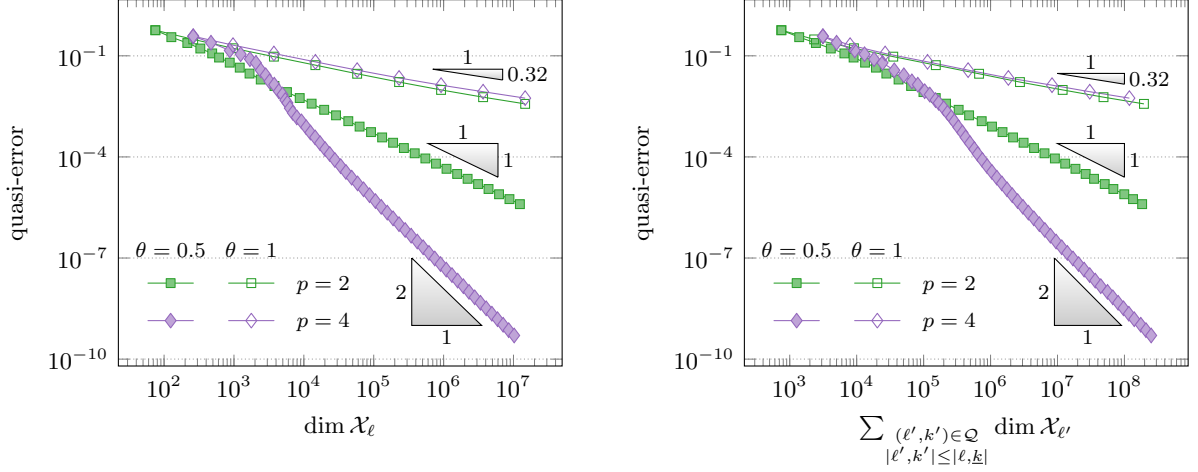 quasi-error
10^{-1}
10^{-4}
10^{-7}
10^{-10}
1
0.32
1
1
2
1
θ = 0.5 θ = 1
p = 2
p = 4
10^2 10^3 10^4 10^5 10^6 10^7
dim 𝒳_ℓ
quasi-error
10^{-1}
10^{-4}
10^{-7}
10^{-10}
1
0.32
1
1
2
1
θ = 0.5 θ = 1
p = 2
p = 4
10^3 10^4 10^5 10^6 10^7 10^8
∑_{(ℓ′,k′)∈𝒬 |ℓ′,k′|≤|ℓ,\underline{k}|} dim 𝒳_{ℓ′}